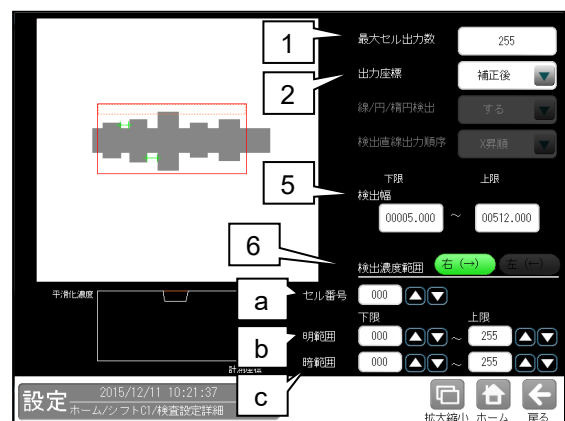 1
最大セル出力数
255
2
出力座標
補正後
線/円/楕円検出
する
検出直線出力順序
X昇順
5
下限
上限
検出幅
00005.000 ~ 00512.000
6
検出濃度範囲
右 (→)
左 (←)
平滑化濃度
a
セル番号
000
下限
上限
b
明範囲
000 ~ 255
c
暗範囲
000 ~ 255
設定
2015/12/11 10:21:37
ホーム/シフトC1/検査設定詳細
拡大縮小
ホーム
戻る